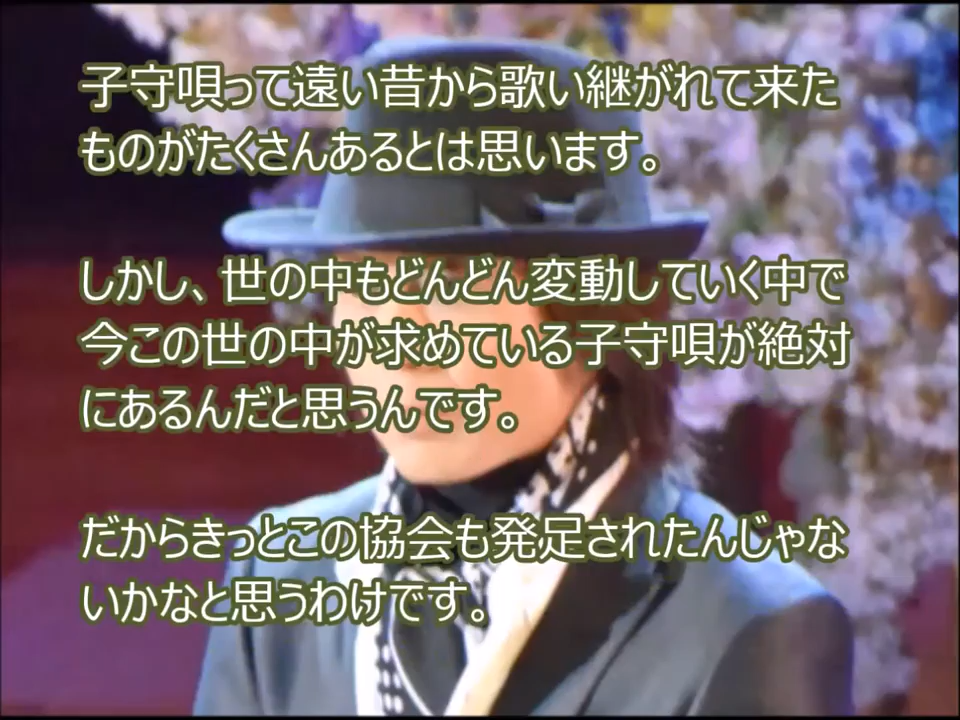 子守唄って遠い昔から歌い継がれて来た
ものがたくさんあるとは思います。
しかし、世の中もどんどん変動していく中で
今この世の中が求めている子守唄が絶対
にあるんだと思うんです。
だからきっとこの協会も発足されたんじゃな
いかなと思うわけです。